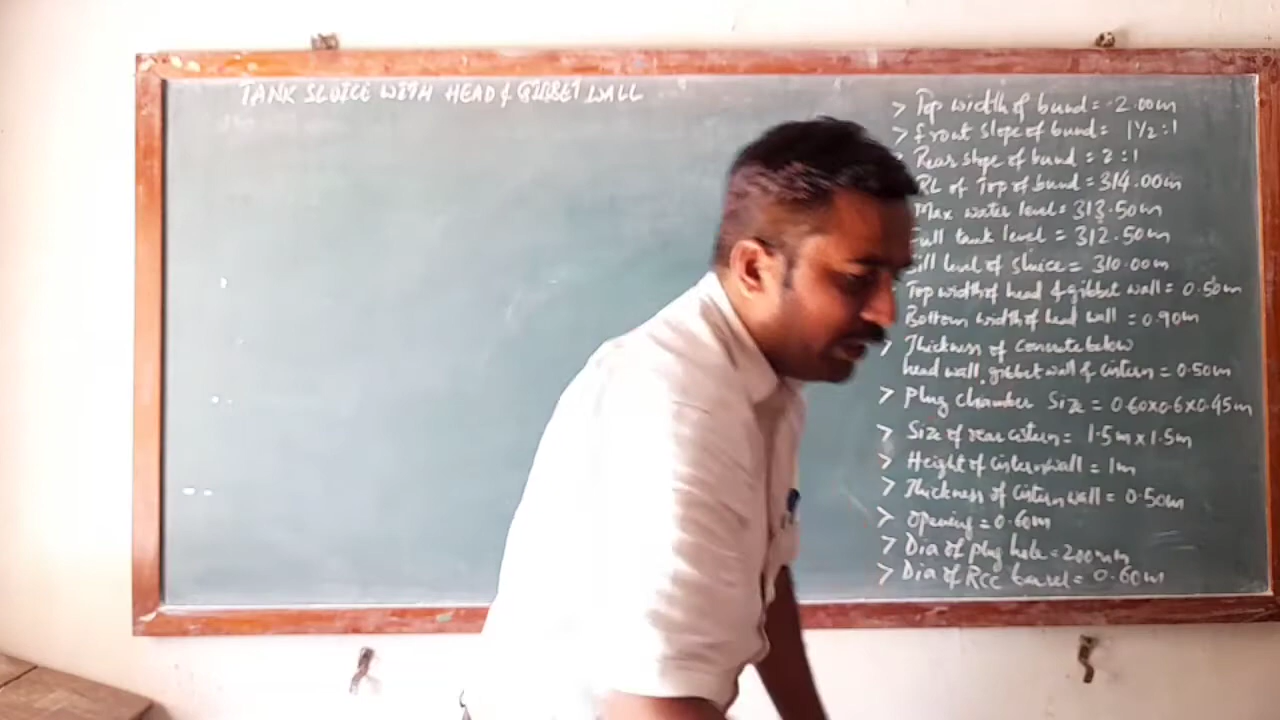 TANK SLUICE WITH HEAD & GIBBET WALL
> Top width of bund = 2.00m
> front slope of bund = 1½:1
Rear slope of bund = 2:1
RL of Top of bund = 314.00m
Max water level = 313.50m
Full tank level = 312.50m
Sill level of sluice = 310.00m
Top width of head & gibbet wall = 0.50m
Bottom width of head wall = 0.90m
> Thickness of concrete below
head wall, gibbet wall & cistern = 0.50m
> Plug chamber Size = 0.60x0.6x0.45m
> Size of rear cistern = 1.5m x 1.5m
> Height of cistern wall = 1m
> Thickness of cistern wall = 0.50m
> Opening = 0.60m
> Dia of plug hole = 200mm
> Dia of RCC barrel = 0.60m